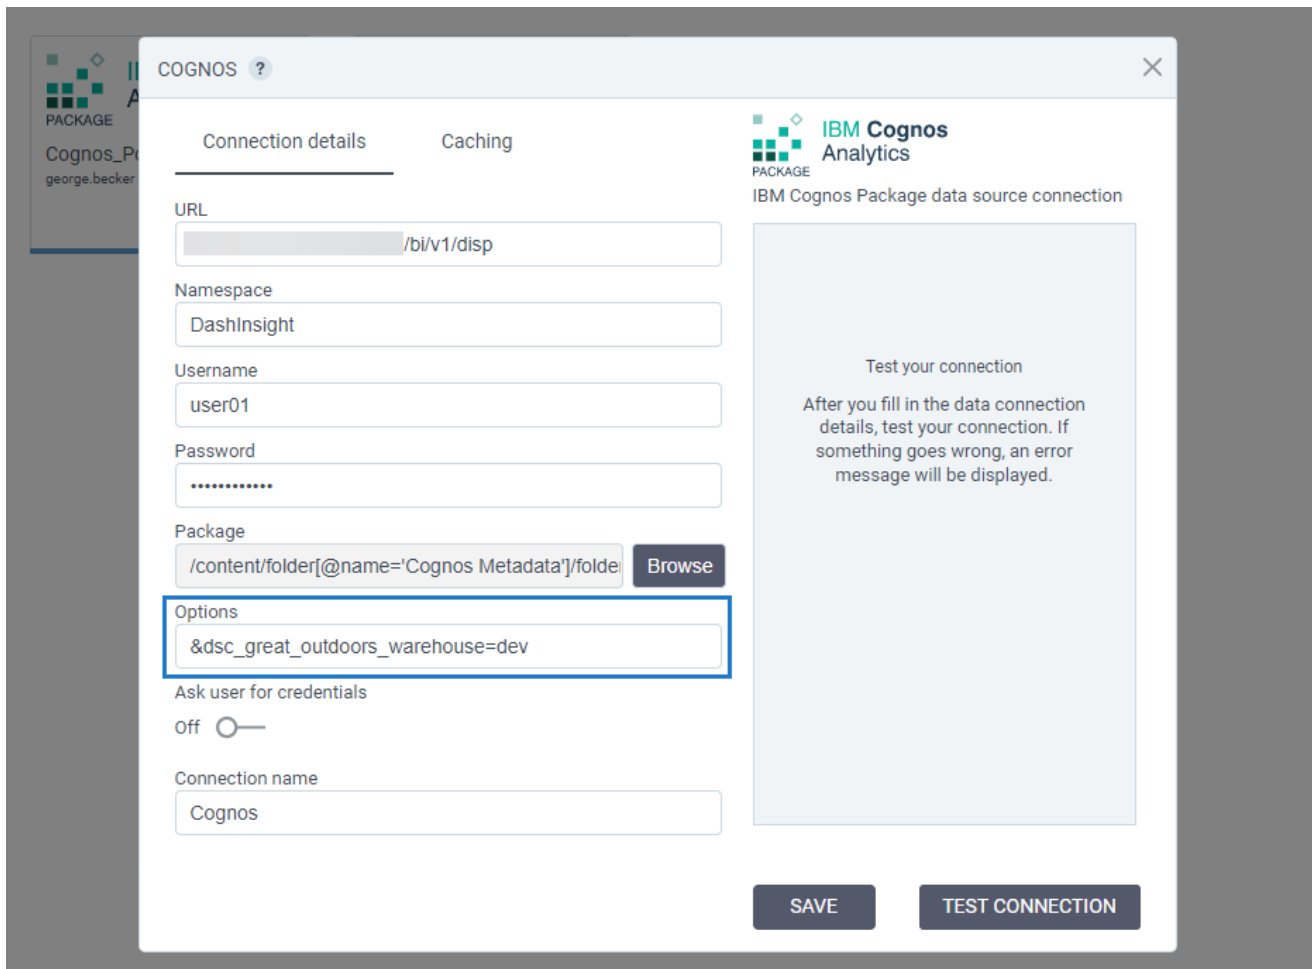 PACKAGE
Cognos_P
george.becker
COGNOS ?
Connection details
Caching
URL
/bi/v1/disp
Namespace
DashInsight
Username
user01
Password
••••••••••••
Package
/content/folder[@name='Cognos Metadata']/folde
Browse
Options
&dsc_great_outdoors_warehouse=dev
Ask user for credentials
Off
Connection name
Cognos
IBM Cognos
Analytics
PACKAGE
IBM Cognos Package data source connection
Test your connection
After you fill in the data connection
details, test your connection. If
something goes wrong, an error
message will be displayed.
SAVE
TEST CONNECTION